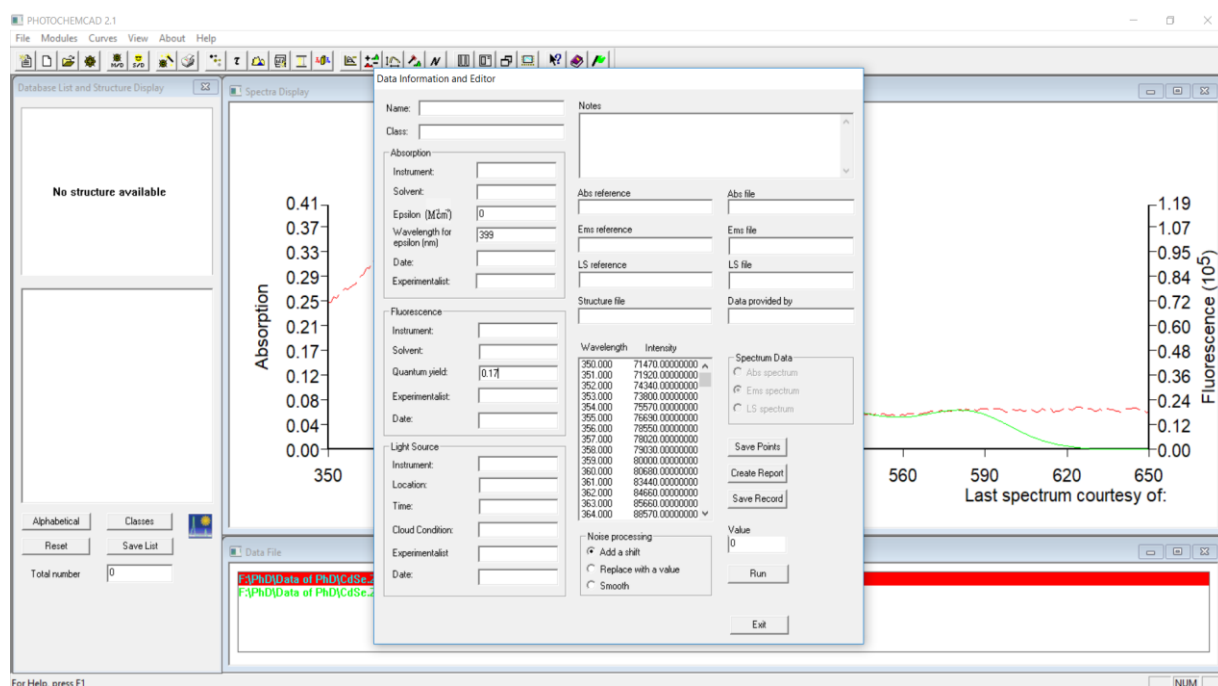 PHOTOCHEMCAD 2.1
File Modules Curves View About Help
Database List and Structure Display
No structure available
Alphabetical Classes
Reset Save List
Total number 0
Spectra Display
0.41
0.37
0.33
0.29
0.25
0.21
0.17
0.12
0.08
0.04
0.00
Absorption
350
560 590 620 650
1.19
1.07
0.95
0.84
0.72
0.60
0.48
0.36
0.24
0.12
0.00
Fluorescence (10⁵)
Last spectrum courtesy of:
Data File
F:\PhD\Data of PhD\CdSe.Z
F:\PhD\Data of PhD\CdSe.Z
Data Information and Editor
Name:
Class:
Absorption
Instrument:
Solvent:
Epsilon (M⁻¹cm⁻¹) 0
Wavelength for 399
epsilon (nm)
Date:
Experimentalist:
Fluorescence
Instrument:
Solvent:
Quantum yield: 0.17
Experimentalist:
Date:
Light Source
Instrument:
Location:
Time:
Cloud Condition:
Experimentalist
Date:
Notes
Abs reference Abs file
Ems reference Ems file
LS reference LS file
Structure file Data provided by
Wavelength Intensity
350.000 71470.00000000
351.000 71920.00000000
352.000 74340.00000000
353.000 73800.00000000
354.000 75570.00000000
355.000 76690.00000000
356.000 78550.00000000
357.000 78020.00000000
358.000 79030.00000000
359.000 80000.00000000
360.000 80680.00000000
361.000 83440.00000000
362.000 84660.00000000
363.000 85660.00000000
364.000 88570.00000000
Spectrum Data
Abs spectrum
Ems spectrum
LS spectrum
Save Points
Create Report
Save Record
Noise processing
Add a shift
Replace with a value
Smooth
Value
0
Run
Exit
For Help, press F1
NUM